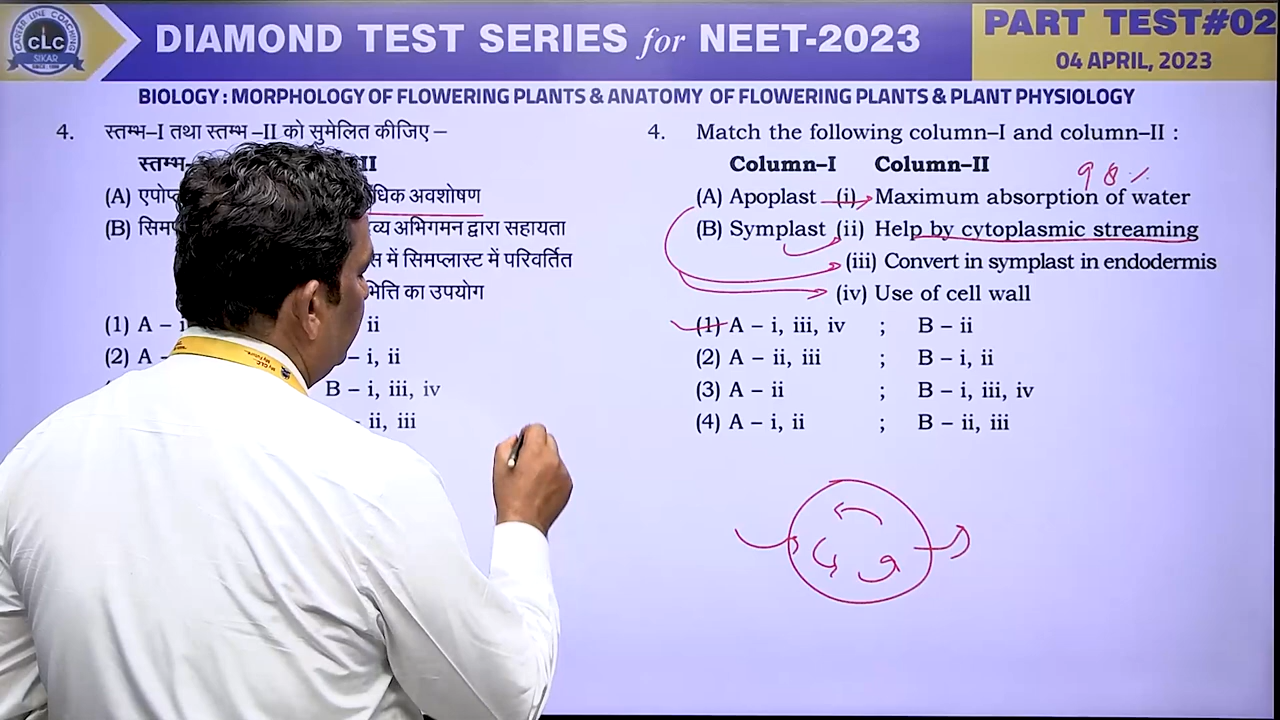 CAREER LINE COACHING
CLC
SIKAR
DIAMOND TEST SERIES for NEET-2023
PART TEST#02
04 APRIL, 2023
BIOLOGY : MORPHOLOGY OF FLOWERING PLANTS & ANATOMY OF FLOWERING PLANTS & PLANT PHYSIOLOGY
4. स्तम्भ–I तथा स्तम्भ –II को सुमेलित कीजिए –
(A)
अवशोषण
(B)
अभिगमन द्वारा सहायता
में सिमप्लास्ट में परिवर्तित
का उपयोग
(1) A – ii
(2) A – i, ii
B – i, iii, iv
– ii, iii
4. Match the following column–I and column–II :
Column–I Column–II
98%
(A) Apoplast (i) Maximum absorption of water
(B) Symplast (ii) Help by cytoplasmic streaming
(iii) Convert in symplast in endodermis
(iv) Use of cell wall
(1) A – i, iii, iv ; B – ii
(2) A – ii, iii ; B – i, ii
(3) A – ii ; B – i, iii, iv
(4) A – i, ii ; B – ii, iii